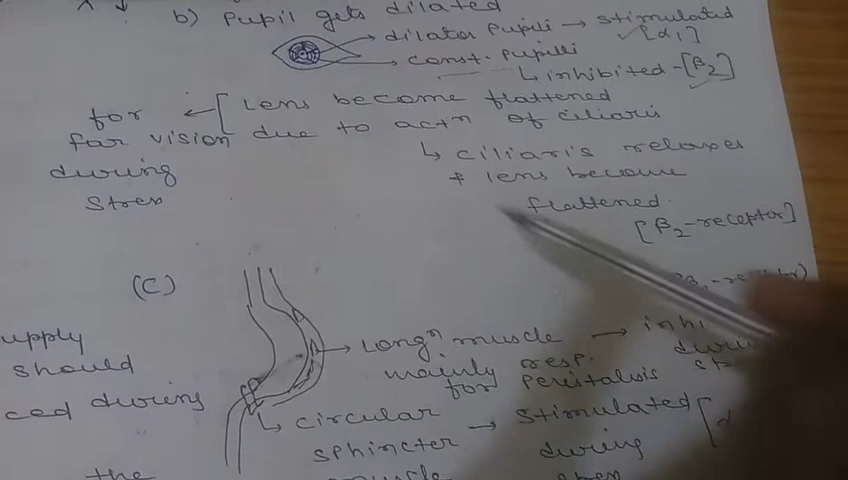 b) Pupil gets dilated
dilator Pupili → stimulated
[α1]
const. Pupilli
↳ inhibited - [β2]
for ← [ Lens become flattened
far vision due to actn of ciliaris
during
stress
↳ ciliaris relaxes
+ lens become
flattened
[β2-receptor]
(C)
upply
should
ced during
the
Longn muscle → inhi
mainly resp.
for Peristalsis
↳ circular
sphincter → stimulated
during